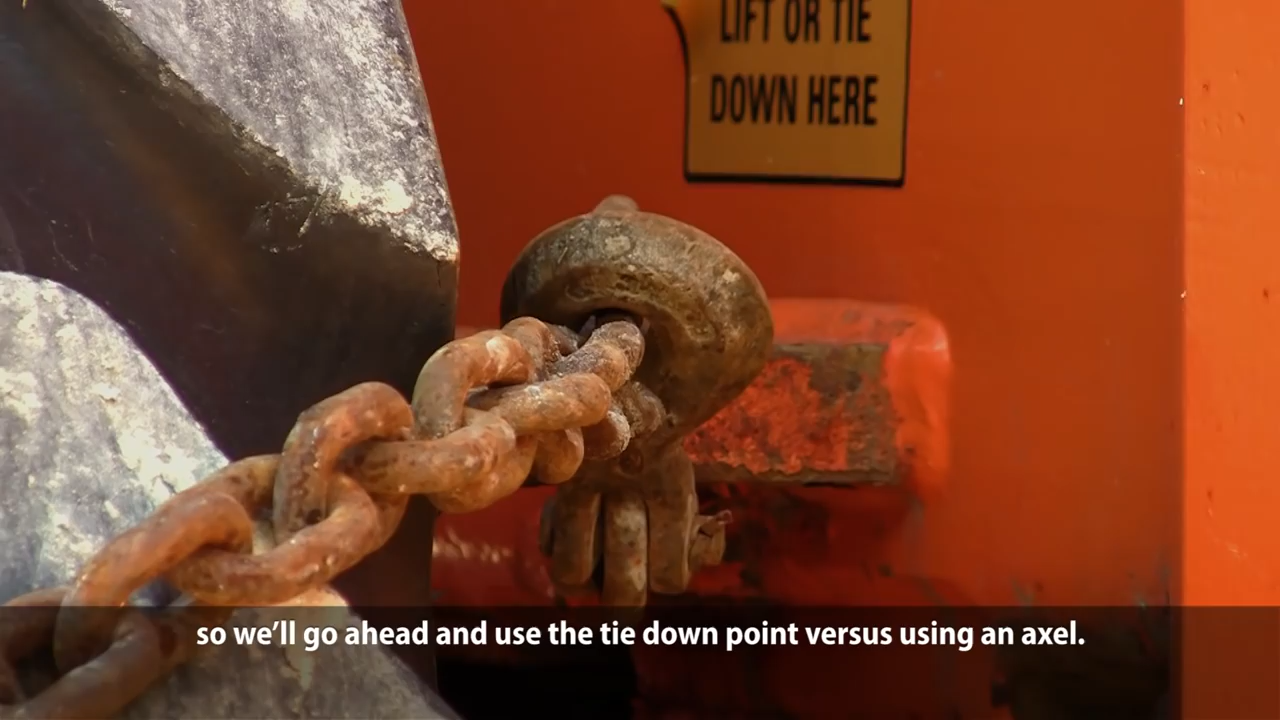 LIFT OR TIE
DOWN HERE
so we’ll go ahead and use the tie down point versus using an axel.